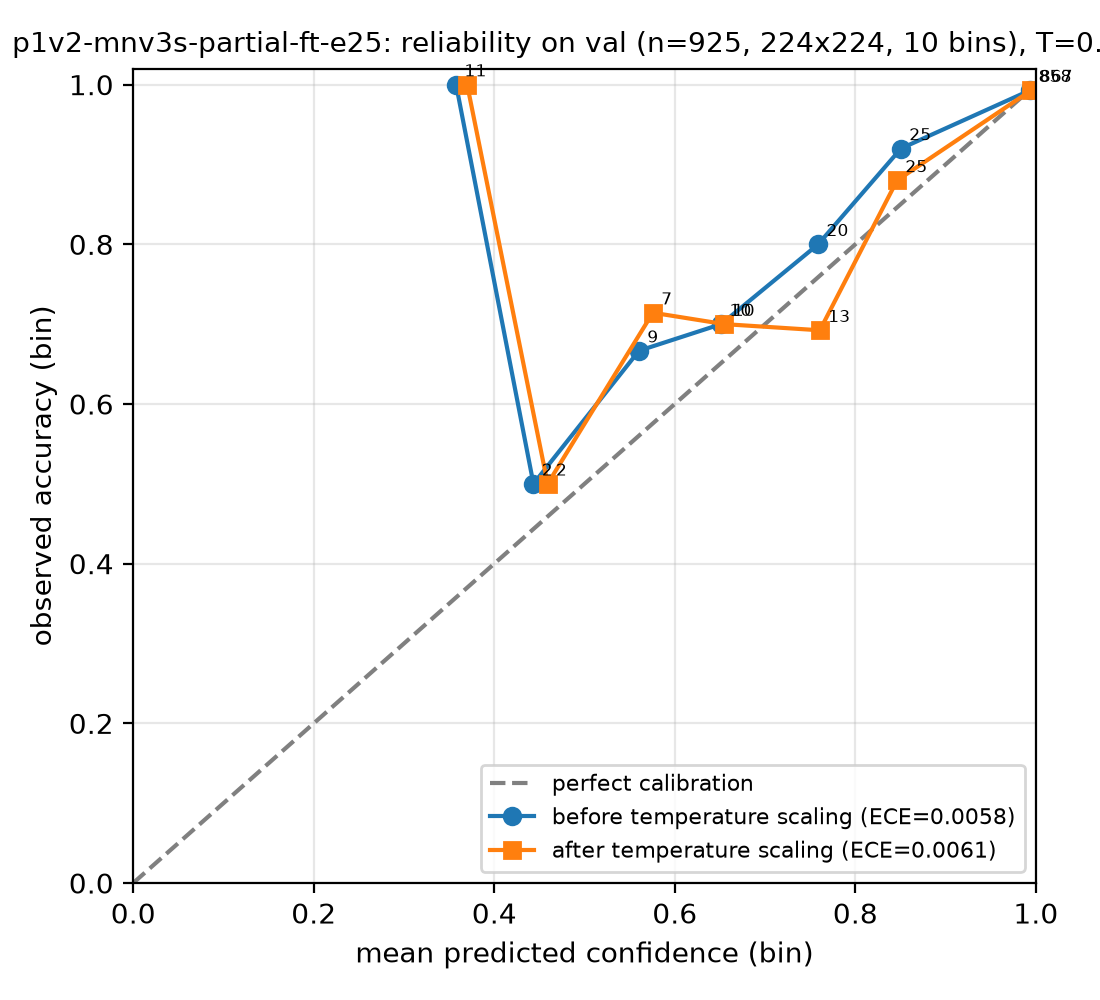 p1v2-mnv3s-partial-ft-e25: reliability on val (n=925, 224x224, 10 bins), T=0.
observed accuracy (bin)
1.0
0.8
0.6
0.4
0.2
0.0
25
25
20
13
7
9
2
2
perfect calibration
before temperature scaling (ECE=0.0058)
after temperature scaling (ECE=0.0061)
0.0 0.2 0.4 0.6 0.8 1.0
mean predicted confidence (bin)